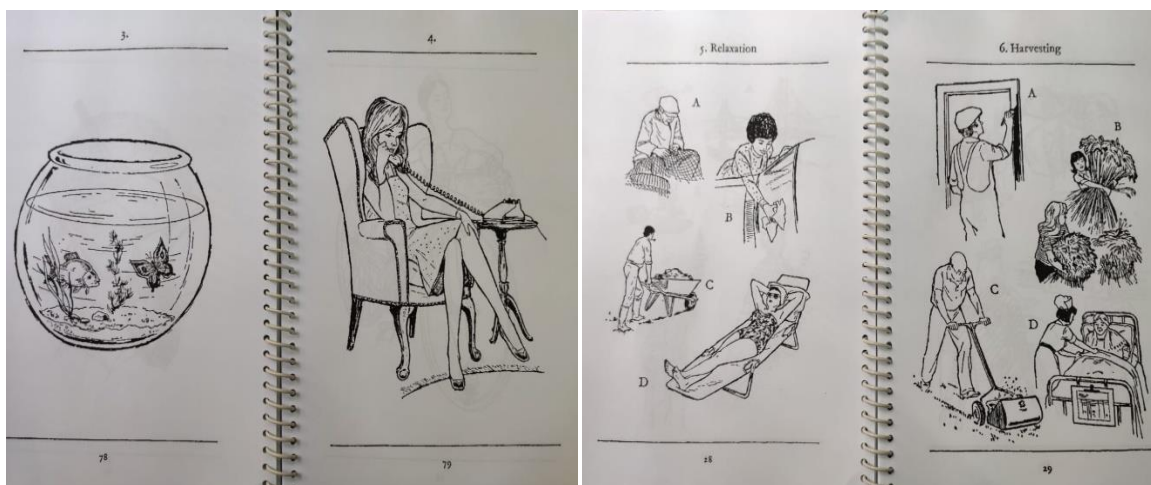 3.
78
4.
79
5. Relaxation
A
B
C
D
28
6. Harvesting
A
B
C
D
29